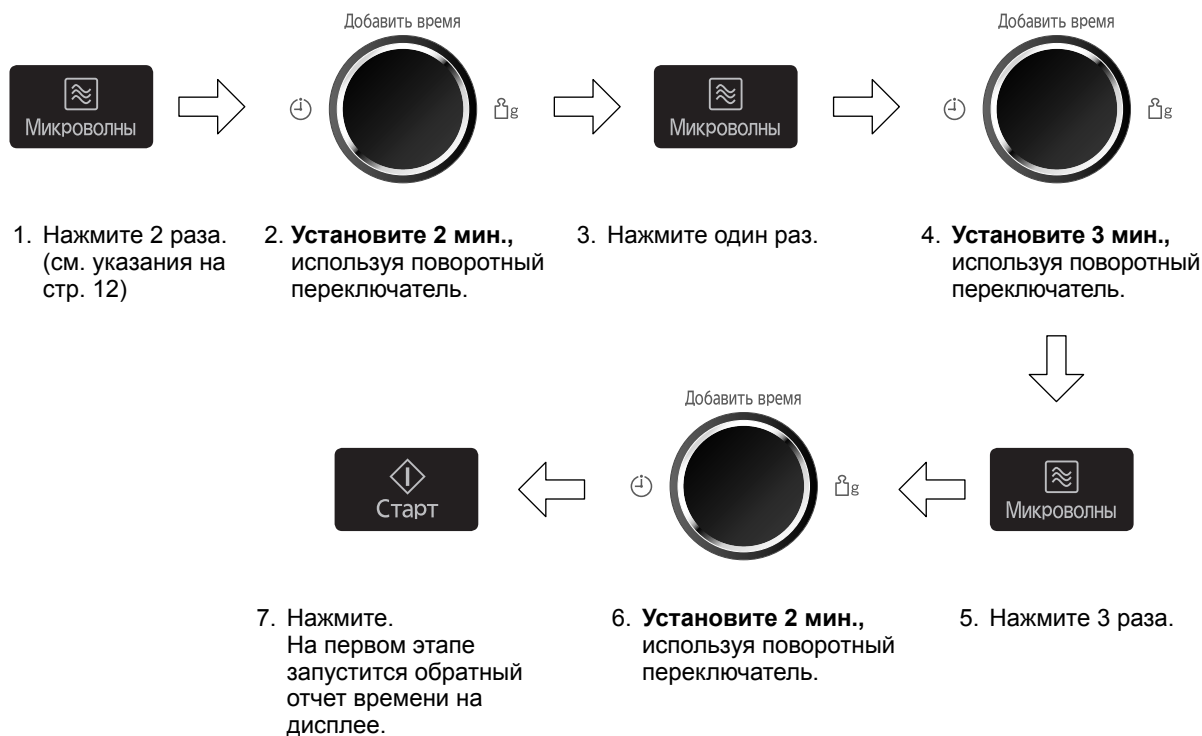 Добавить время
Микроволны
g
Микроволны
Добавить время
g
1. Нажмите 2 раза.
(см. указания на
стр. 12)
2. Установите 2 мин.,
используя поворотный
переключатель.
3. Нажмите один раз.
4. Установите 3 мин.,
используя поворотный
переключатель.
Микроволны
5. Нажмите 3 раза.
Добавить время
g
6. Установите 2 мин.,
используя поворотный
переключатель.
Старт
7. Нажмите.
На первом этапе
запустится обратный
отчет времени на
дисплее.